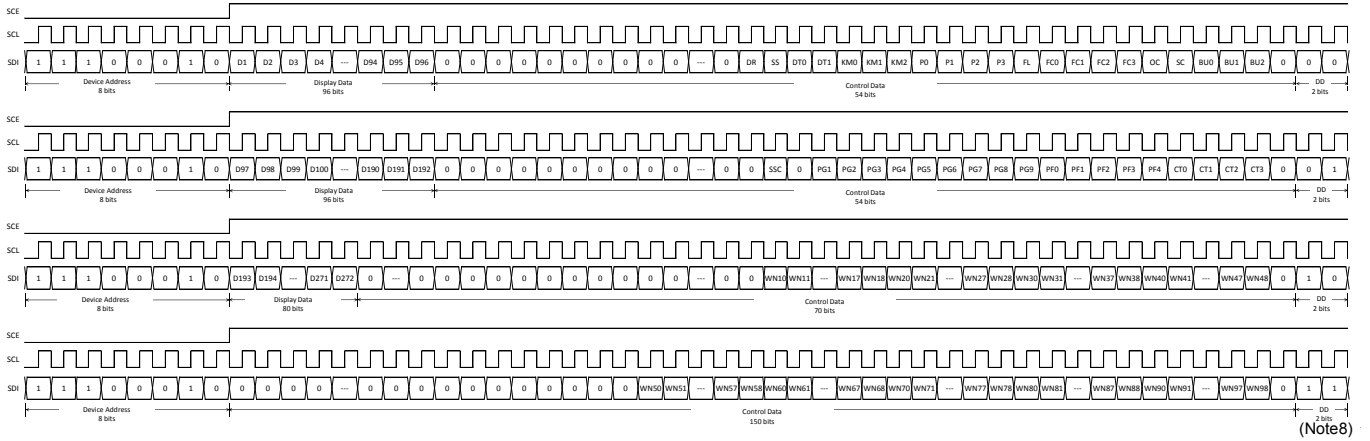 SCE
SCL
SDI 1 1 1 0 0 0 1 0 D1 D2 D3 D4 --- D94 D95 D96 0 0 0 0 0 0 0 0 0 0 --- 0 DR SS DT0 DT1 KM0 KM1 KM2 P0 P1 P2 P3 FL FC0 FC1 FC2 FC3 OC SC BU0 BU1 BU2 0 0 0
Device Address Display Data Control Data DD
8 bits 96 bits 54 bits 2 bits
SCE
SCL
SDI 1 1 1 0 0 0 1 0 D97 D98 D99 D100 --- D190 D191 D192 0 0 0 0 0 0 0 0 0 0 --- 0 0 SSC 0 PG1 PG2 PG3 PG4 PG5 PG6 PG7 PG8 PG9 PF0 PF1 PF2 PF3 PF4 CT0 CT1 CT2 CT3 0 0 1
Device Address Display Data Control Data DD
8 bits 96 bits 54 bits 2 bits
SCE
SCL
SDI 1 1 1 0 0 0 1 0 D193 D194 --- D271 D272 0 --- 0 0 0 0 0 0 0 0 0 0 0 --- 0 0 WN10 WN11 --- WN17 WN18 WN20 WN21 --- WN27 WN28 WN30 WN31 --- WN37 WN38 WN40 WN41 --- WN47 WN48 0 1 0
Device Address Display Data Control Data DD
8 bits 80 bits 70 bits 2 bits
SCE
SCL
SDI 1 1 1 0 0 0 1 0 0 0 0 0 --- 0 0 0 0 0 0 0 0 0 0 0 WN50 WN51 --- WN57 WN58 WN60 WN61 --- WN67 WN68 WN70 WN71 --- WN77 WN78 WN80 WN81 --- WN87 WN88 WN90 WN91 --- WN97 WN98 0 1 1
Device Address Control Data DD
8 bits 150 bits 2 bits
(Note8)